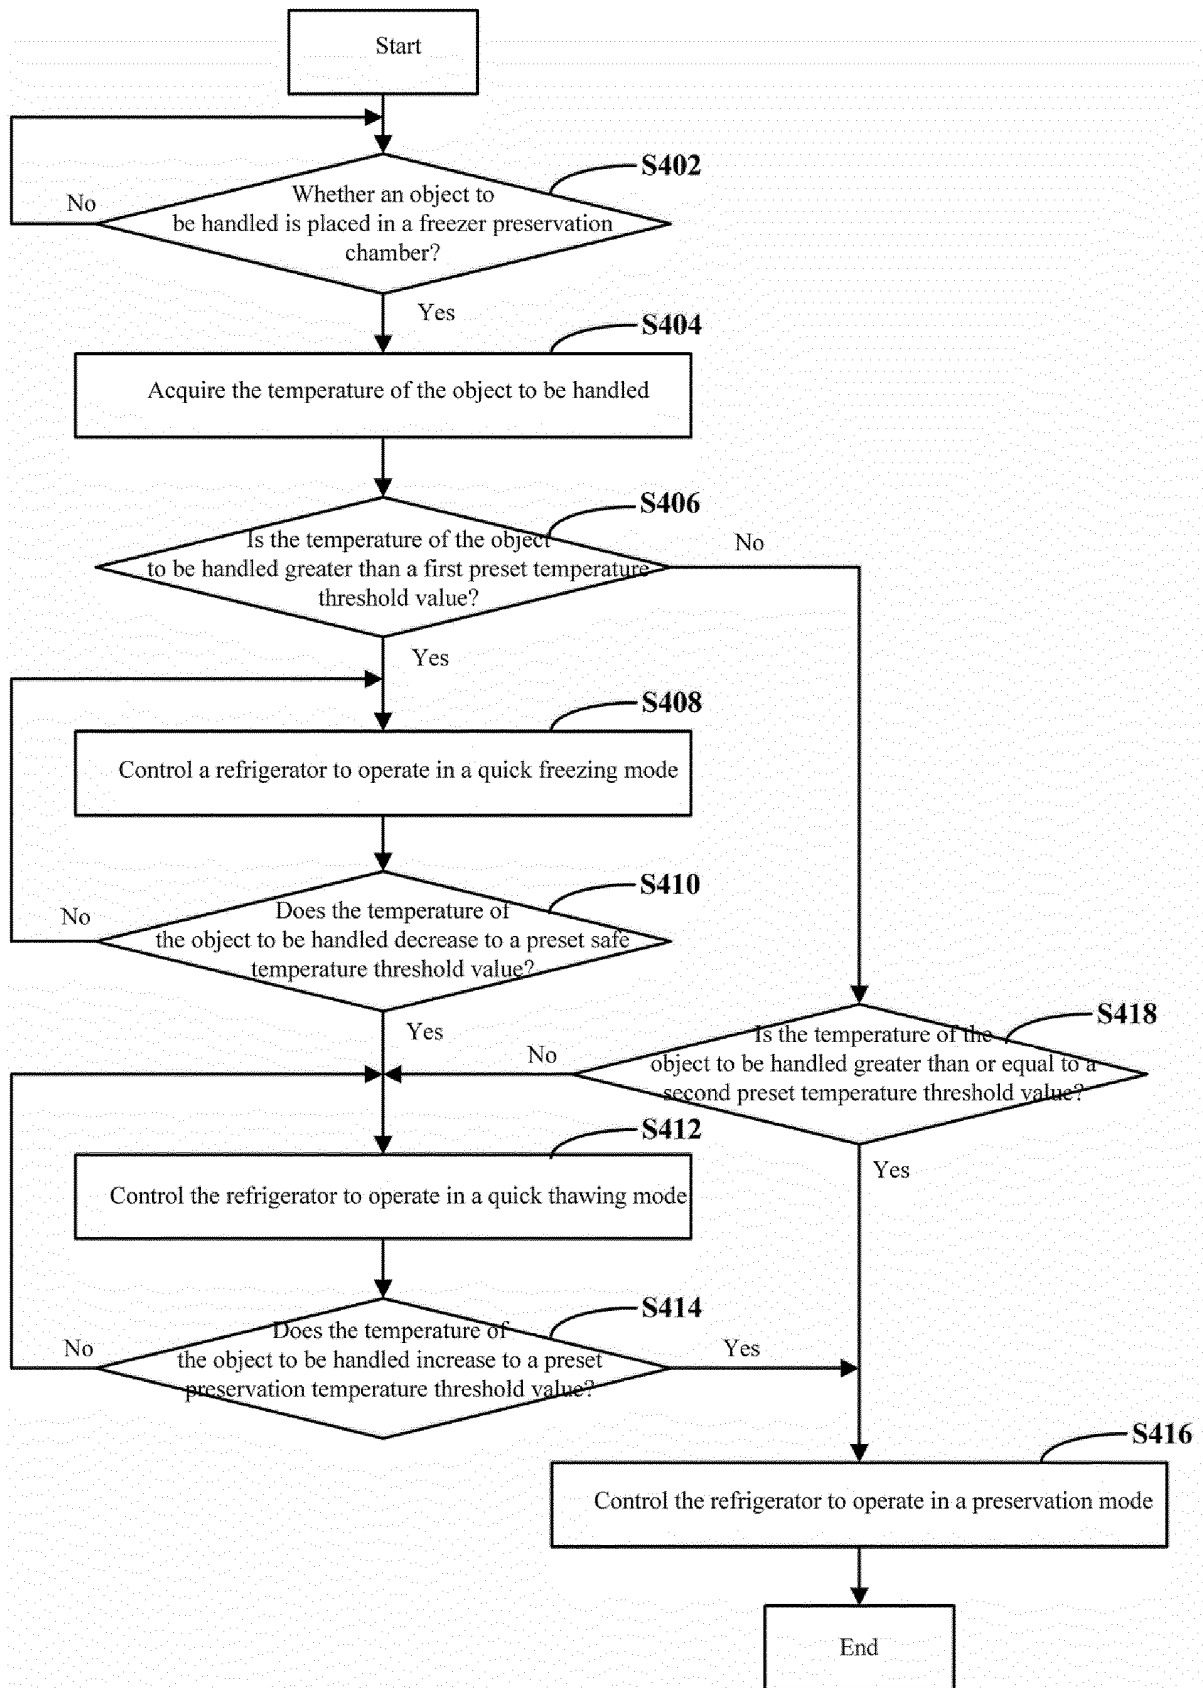 Start
S402
Whether an object to
be handled is placed in a freezer preservation
chamber?
No
Yes
S404
Acquire the temperature of the object to be handled
S406
Is the temperature of the object
to be handled greater than a first preset temperature
threshold value?
No
Yes
S408
Control a refrigerator to operate in a quick freezing mode
S410
Does the temperature of
the object to be handled decrease to a preset safe
temperature threshold value?
No
Yes
S418
Is the temperature of the
object to be handled greater than or equal to a
second preset temperature threshold value?
No
Yes
S412
Control the refrigerator to operate in a quick thawing mode
S414
Does the temperature of
the object to be handled increase to a preset
preservation temperature threshold value?
No
Yes
S416
Control the refrigerator to operate in a preservation mode
End